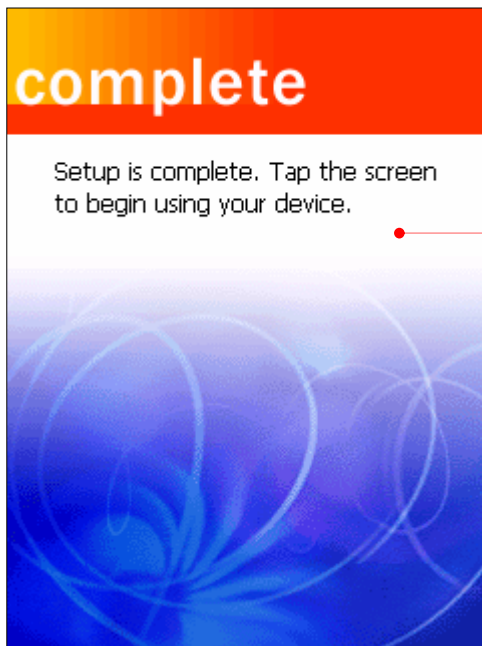 complete
Setup is complete. Tap the screen
to begin using your device.